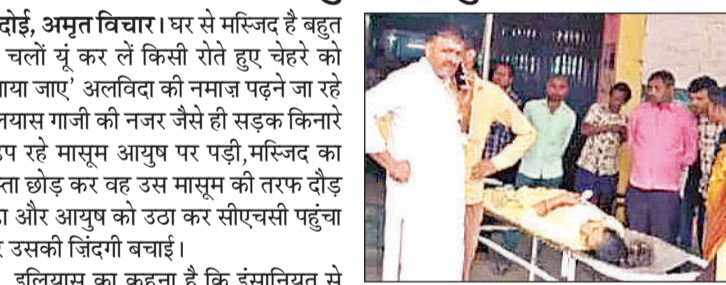 दोई, अमृत विचार। घर से मस्जिद है बहुत
चलों यूं कर लें किसी रोते हुए चेहरे को
ाया जाए’ अलविदा की नमाज़ पढ़ने जा रहे
लयास गाजी की नजर जैसे ही सड़क किनारे
प रहे मासूम आयुष पर पड़ी,मस्जिद का
स्ता छोड़ कर वह उस मासूम की तरफ दौड़
और आयुष को उठा कर सीएचसी पहुंचा
उसकी ज़िंदगी बचाई।
इलियास का कहना है कि इंसानियत से